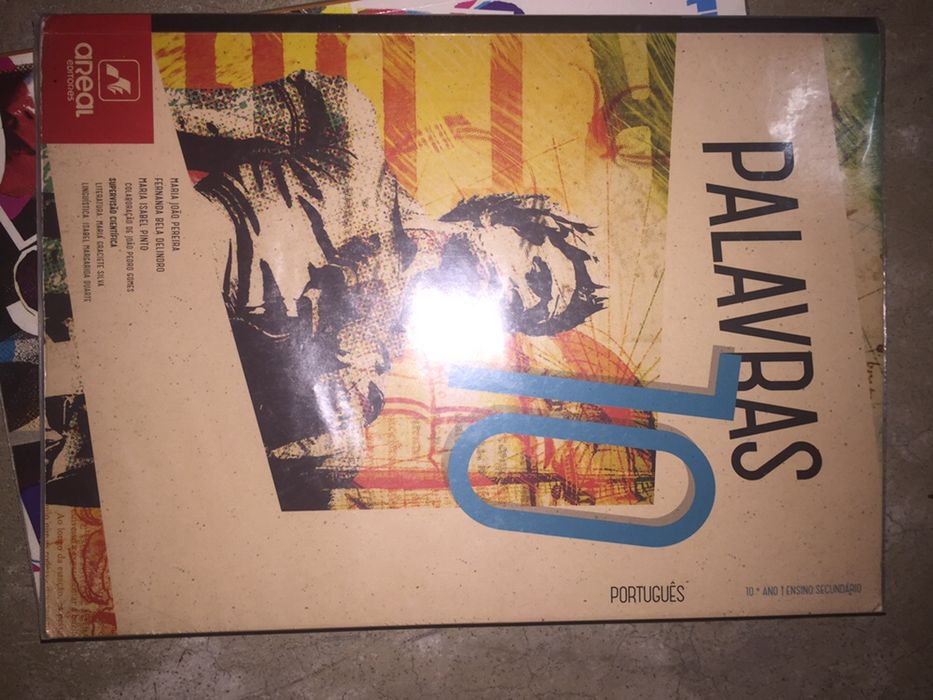 PALAVRAS
10
PORTUGUÊS
10.º ANO | ENSINO SECUNDÁRIO
MARIA JOÃO PEREIRA
FERNANDA BELA DELINDRO
MARIA ISABEL PINTO
COLABORAÇÃO DE JOÃO PEDRO GOMES
SUPERVISÃO CIENTÍFICA
LITERATURA: MARIA GRACIETE SILVA
LINGUÍSTICA: ISABEL MARGARIDA DUARTE
areal
EDITORES